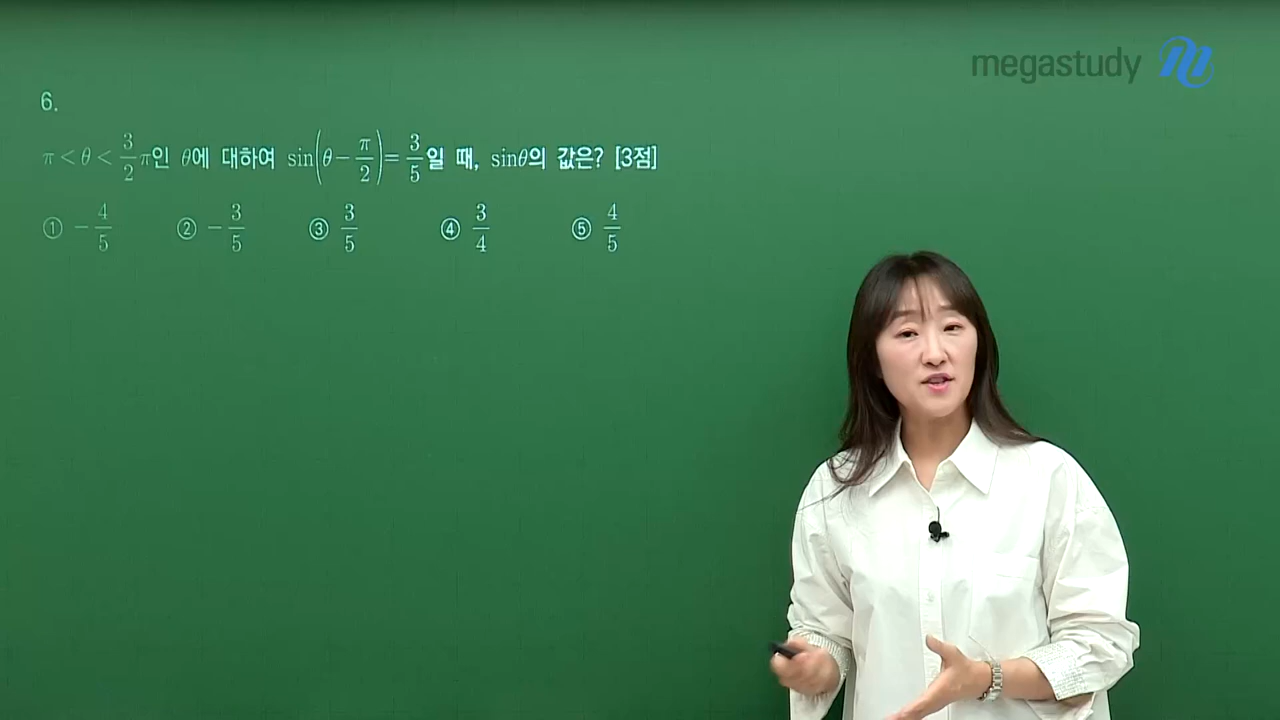 megastudy
6.
π < θ < 3/2 π인 θ에 대하여 sin(θ − π/2) = 3/5일 때, sinθ의 값은? [3점]
① −4/5 ② −3/5 ③ 3/5 ④ 3/4 ⑤ 4/5